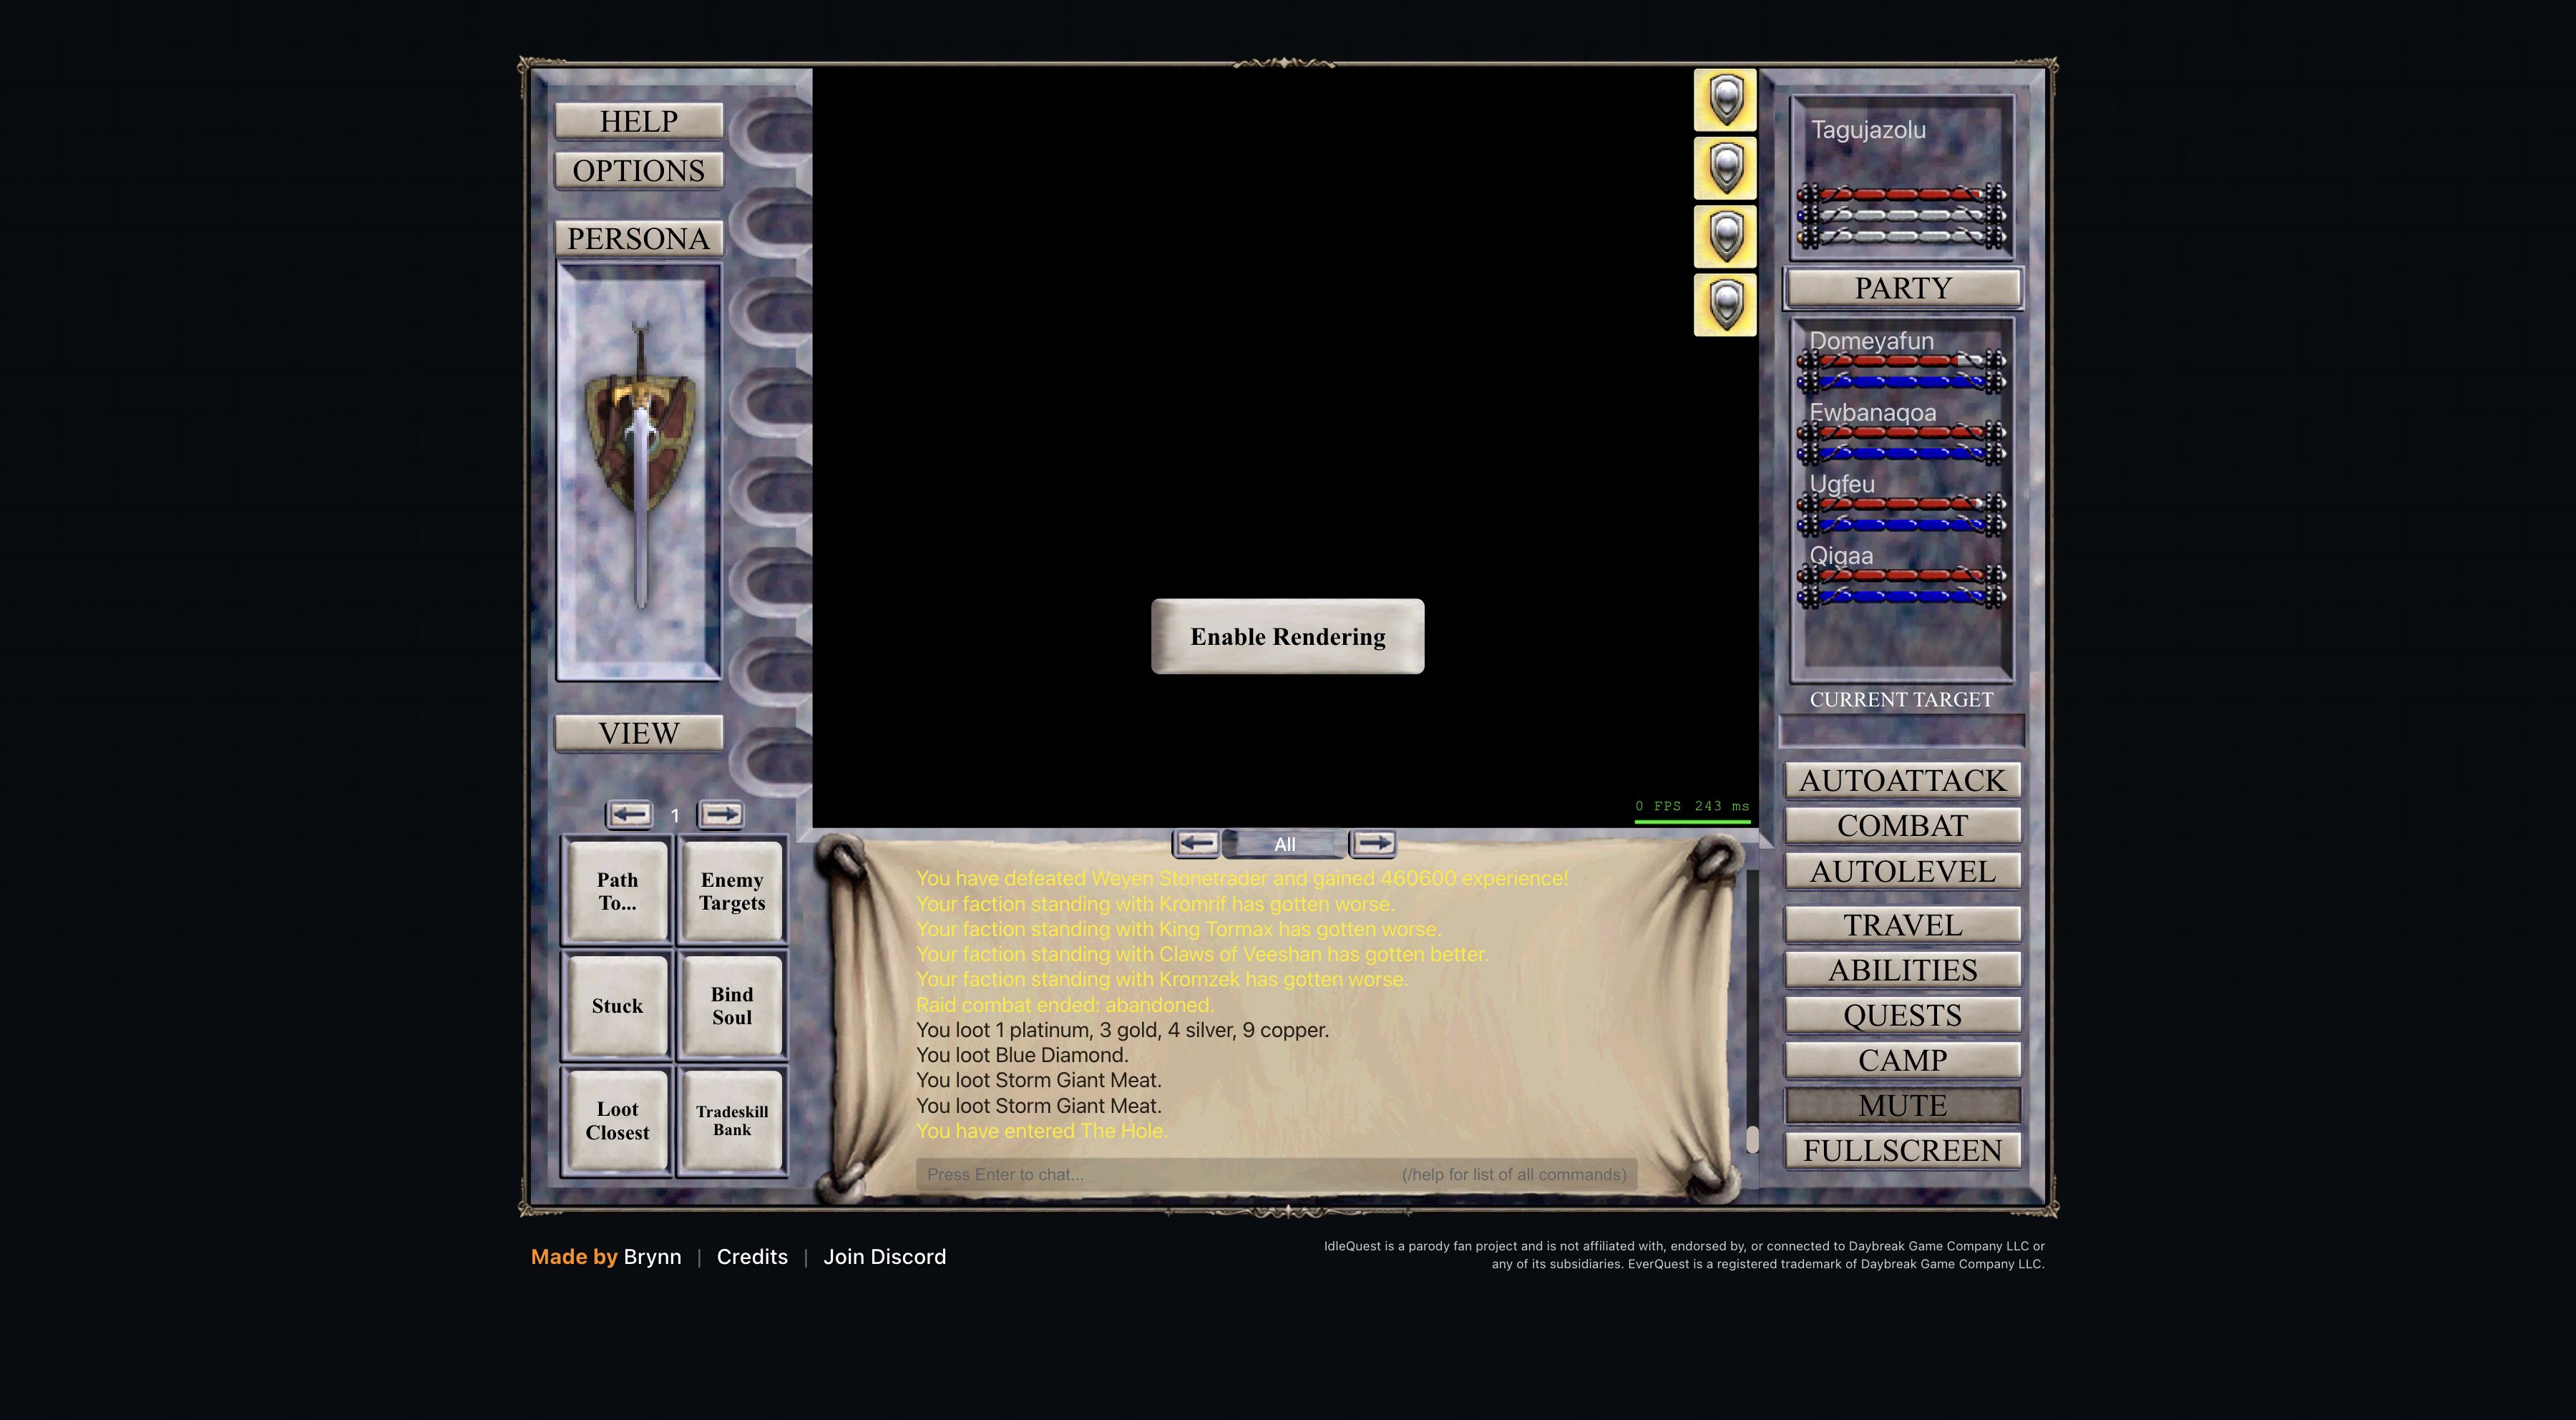 HELP
OPTIONS
PERSONA
VIEW
1
Path
To...
Enemy
Targets
Stuck
Bind
Soul
Loot
Closest
Tradeskill
Bank
Enable Rendering
0 FPS 243 ms
All
You have defeated Weyen Stonetrader and gained 460600 experience!
Your faction standing with Kromrif has gotten worse.
Your faction standing with King Tormax has gotten worse.
Your faction standing with Claws of Veeshan has gotten better.
Your faction standing with Kromzek has gotten worse.
Raid combat ended: abandoned.
You loot 1 platinum, 3 gold, 4 silver, 9 copper.
You loot Blue Diamond.
You loot Storm Giant Meat.
You loot Storm Giant Meat.
You have entered The Hole.
Press Enter to chat... (/help for list of all commands)
Tagujazolu
PARTY
Domeyafun
Ewbanaqoa
Ugfeu
Qigaa
CURRENT TARGET
AUTOATTACK
COMBAT
AUTOLEVEL
TRAVEL
ABILITIES
QUESTS
CAMP
MUTE
FULLSCREEN
Made by Brynn | Credits | Join Discord
IdleQuest is a parody fan project and is not affiliated with, endorsed by, or connected to Daybreak Game Company LLC or
any of its subsidiaries. EverQuest is a registered trademark of Daybreak Game Company LLC.